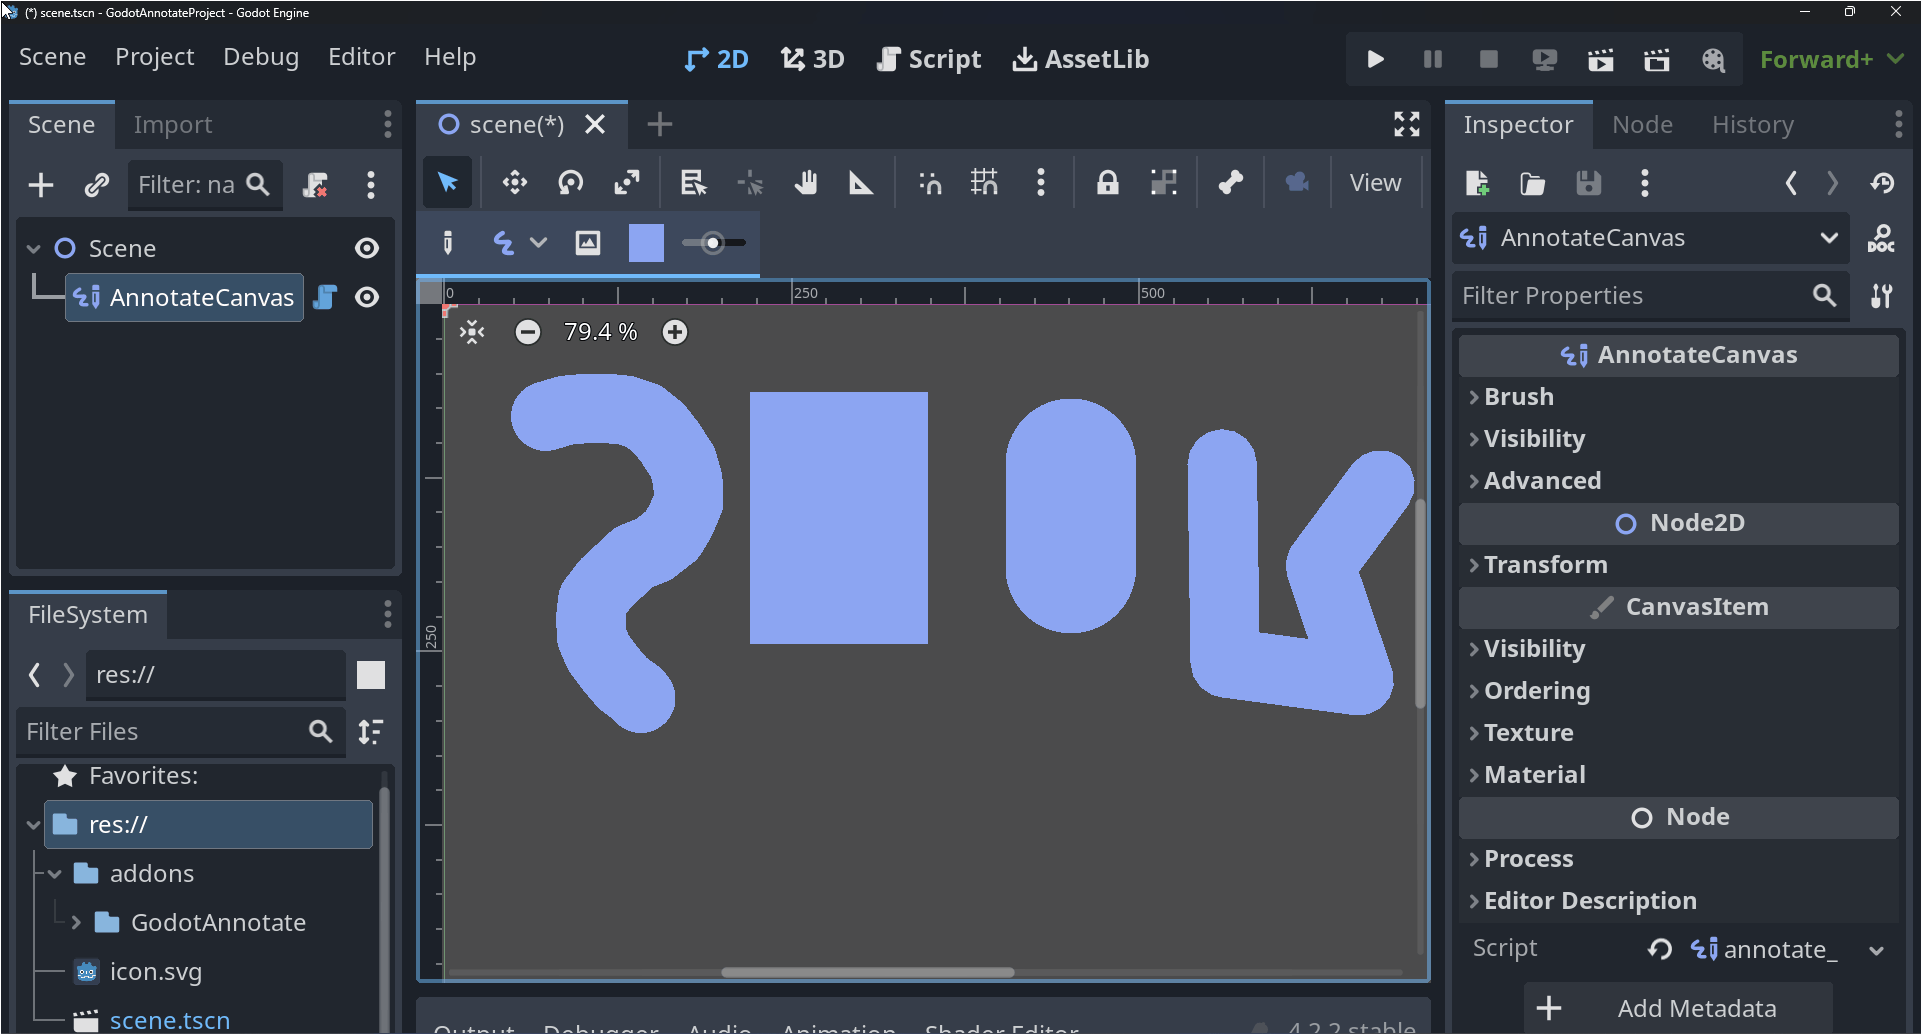 (*) scene.tscn - GodotAnnotateProject - Godot Engine
Scene Project Debug Editor Help
2D 3D Script AssetLib
Forward+
Scene Import
Filter: na
Scene
AnnotateCanvas
FileSystem
res://
Filter Files
Favorites:
res://
addons
GodotAnnotate
icon.svg
scene.tscn
scene(*)
View
0 250 500
79.4 %
250
Output Debugger Audio Animation Shader Editor
4.2.2.stable
Inspector Node History
AnnotateCanvas
DOC
Filter Properties
AnnotateCanvas
Brush
Visibility
Advanced
Node2D
Transform
CanvasItem
Visibility
Ordering
Texture
Material
Node
Process
Editor Description
Script annotate_
Add Metadata